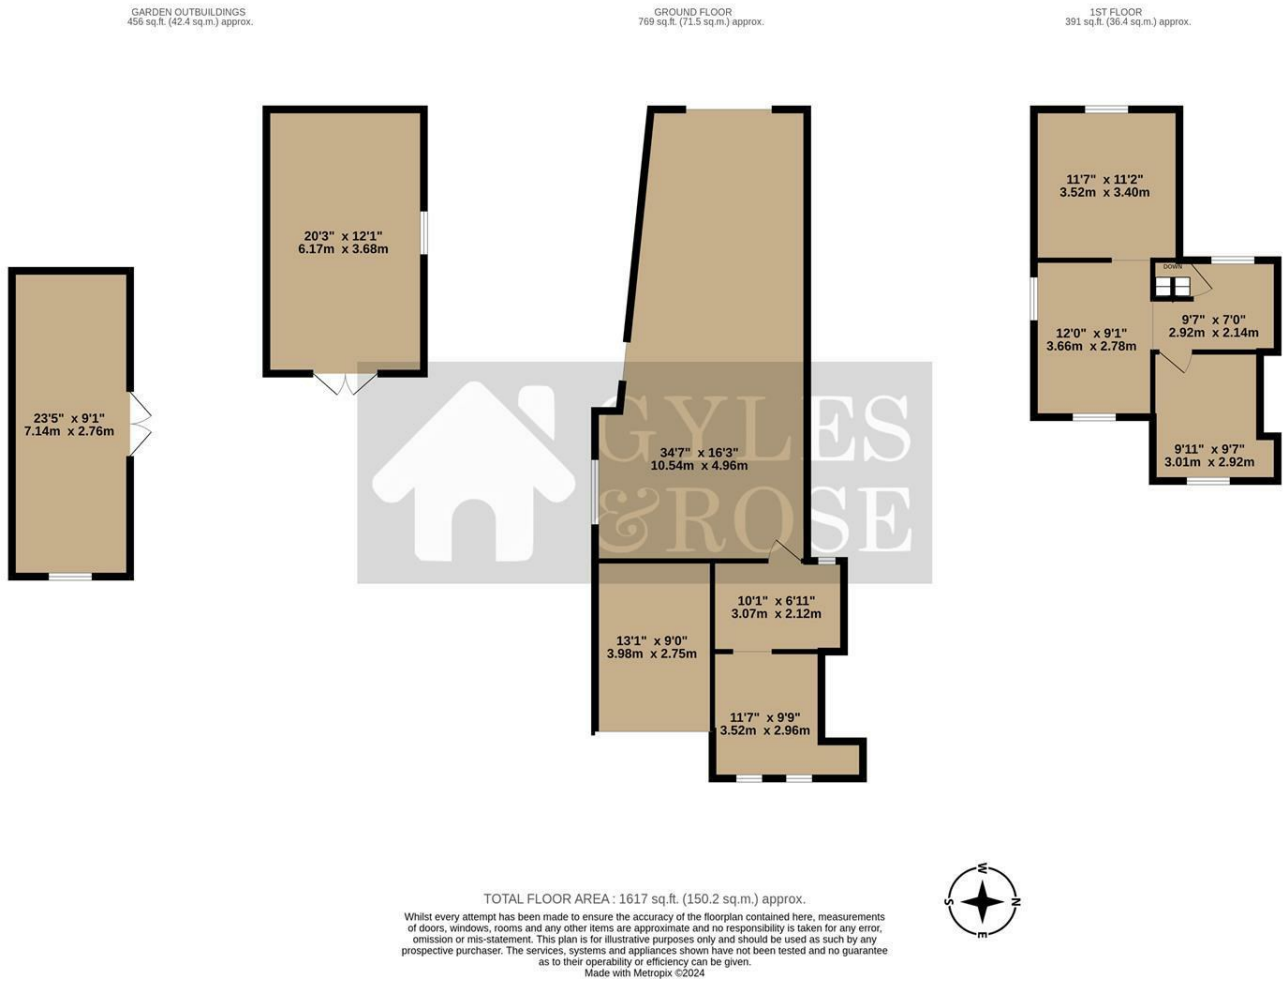 GARDEN OUTBUILDINGS
456 sq.ft. (42.4 sq.m.) approx.
GROUND FLOOR
769 sq.ft. (71.5 sq.m.) approx.
1ST FLOOR
391 sq.ft. (36.4 sq.m.) approx.
23'5" x 9'1"
7.14m x 2.76m
20'3" x 12'1"
6.17m x 3.68m
34'7" x 16'3"
10.54m x 4.96m
GYLES
&ROSE
10'1" x 6'11"
3.07m x 2.12m
13'1" x 9'0"
3.98m x 2.75m
11'7" x 9'9"
3.52m x 2.96m
11'7" x 11'2"
3.52m x 3.40m
DOWN
9'7" x 7'0"
2.92m x 2.14m
12'0" x 9'1"
3.66m x 2.78m
9'11" x 9'7"
3.01m x 2.92m
W
S
N
E
TOTAL FLOOR AREA : 1617 sq.ft. (150.2 sq.m.) approx.
Whilst every attempt has been made to ensure the accuracy of the floorplan contained here, measurements
of doors, windows, rooms and any other items are approximate and no responsibility is taken for any error,
omission or mis-statement. This plan is for illustrative purposes only and should be used as such by any
prospective purchaser. The services, systems and appliances shown have not been tested and no guarantee
as to their operability or efficiency can be given.
Made with Metropix ©2024